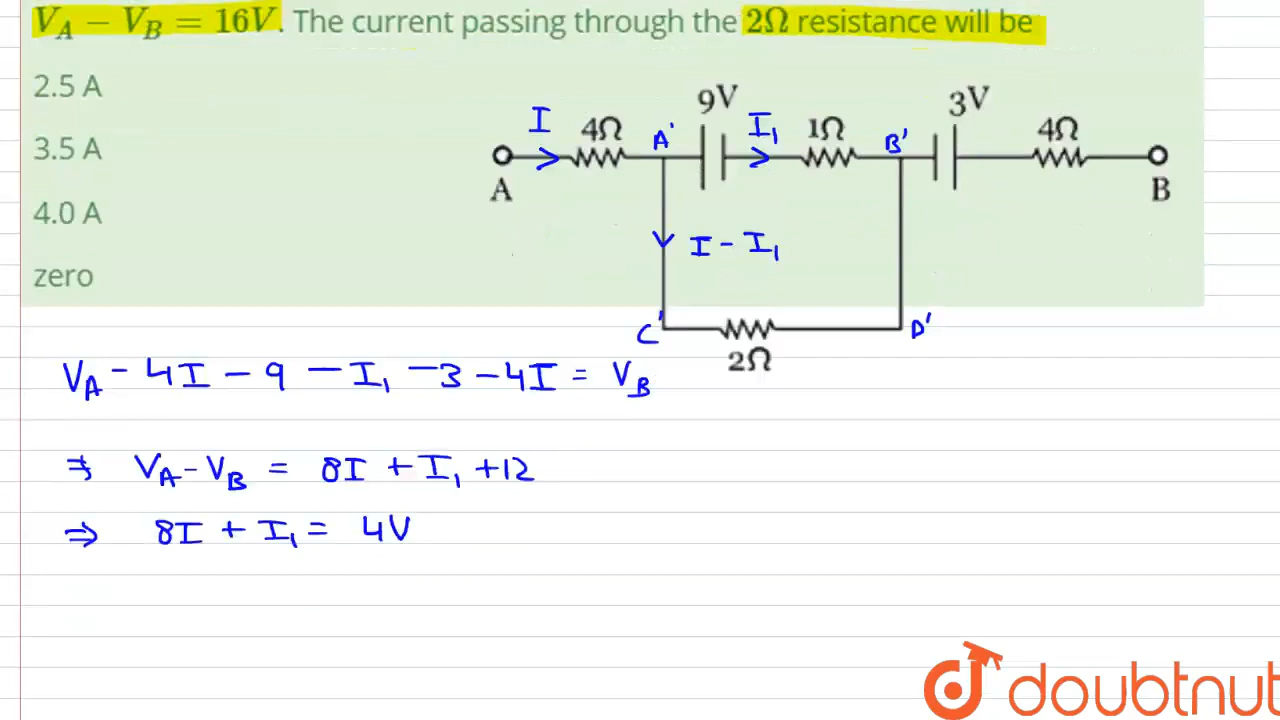 V_A − V_B = 16V. The current passing through the 2Ω resistance will be
2.5 A
3.5 A
4.0 A
zero
9V 3V
I 4Ω A' I₁ 1Ω B' 4Ω
A B
I - I₁
C' D'
2Ω
V_A - 4I - 9 - I₁ - 3 - 4I = V_B
⇒ V_A - V_B = 8I + I₁ + 12
⇒ 8I + I₁ = 4V
doubtnut